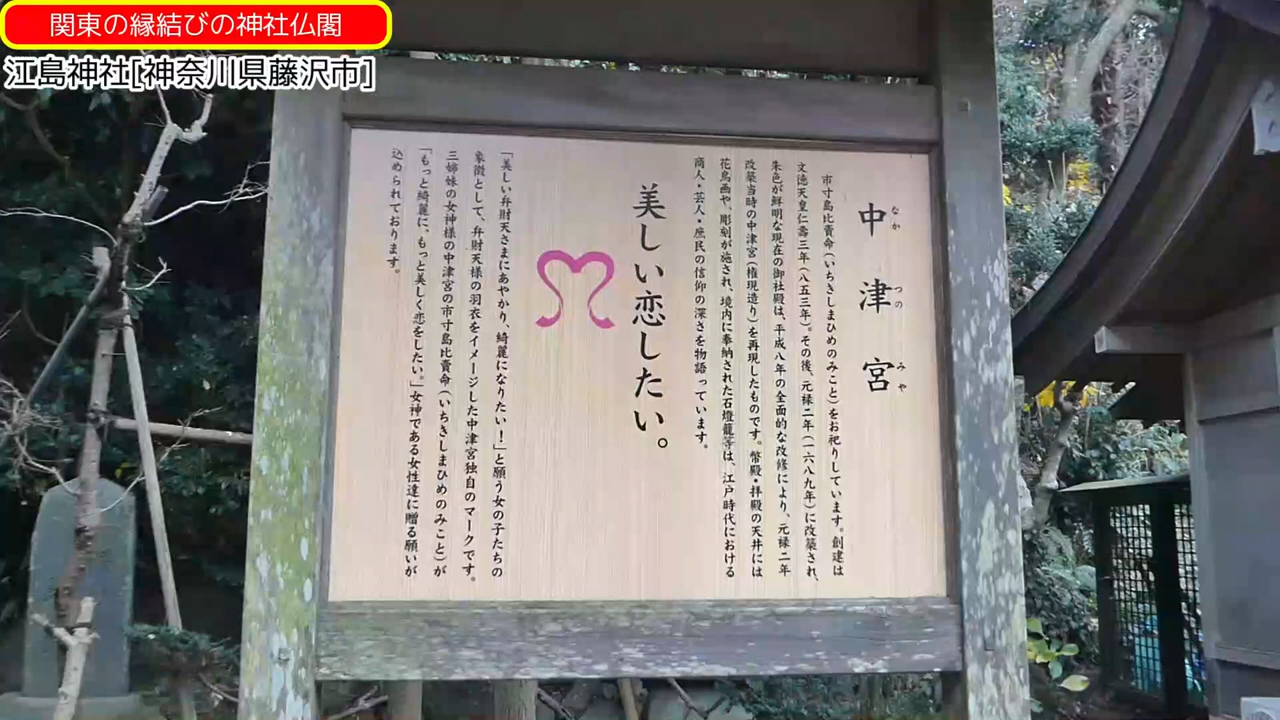 関東の縁結びの神社仏閣
江島神社[神奈川県藤沢市]
中津宮
なかつのみや
市寸島比賣命(いちきしまひめのみこと)をお祀りしています。創建は
文徳天皇仁壽三年(八五三年)。その後、元禄二年(一六八九年)に改築され、
朱色が鮮明な現在の御社殿は、平成八年の全面的な改修により、元禄二年
改築当時の中津宮(権現造り)を再現したものです。幣殿・拝殿の天井には
花鳥画や、彫刻が施され、境内に奉納された石燈籠等は、江戸時代における
商人・芸人・庶民の信仰の深さを物語っています。
美しい恋したい。
「美しい弁財天さまにあやかり、綺麗になりたい!」と願う女の子たちの
象徴として、弁財天様の羽衣をイメージした中津宮独自のマークです。
三姉妹の女神様の中津宮の市寸島比賣命(いちきしまひめのみこと)が
「もっと綺麗に、もっと美しく恋をしたい。」女神である女性達に贈る願いが
込められております。